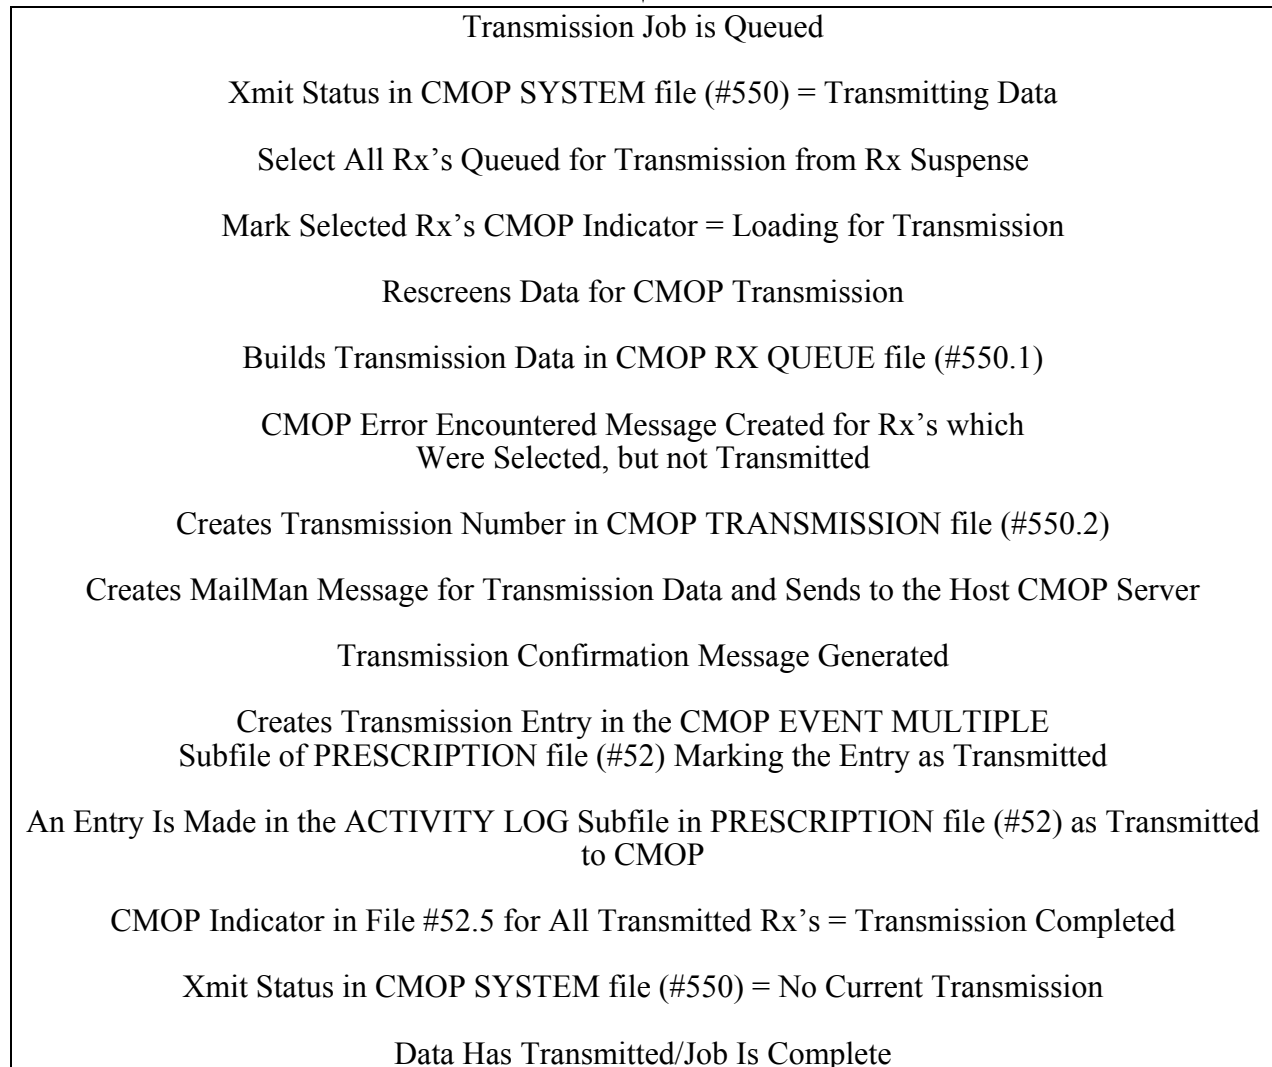 Transmission Job is Queued
Xmit Status in CMOP SYSTEM file (#550) = Transmitting Data
Select All Rx’s Queued for Transmission from Rx Suspense
Mark Selected Rx’s CMOP Indicator = Loading for Transmission
Rescreens Data for CMOP Transmission
Builds Transmission Data in CMOP RX QUEUE file (#550.1)
CMOP Error Encountered Message Created for Rx’s which
Were Selected, but not Transmitted
Creates Transmission Number in CMOP TRANSMISSION file (#550.2)
Creates MailMan Message for Transmission Data and Sends to the Host CMOP Server
Transmission Confirmation Message Generated
Creates Transmission Entry in the CMOP EVENT MULTIPLE
Subfile of PRESCRIPTION file (#52) Marking the Entry as Transmitted
An Entry Is Made in the ACTIVITY LOG Subfile in PRESCRIPTION file (#52) as Transmitted
to CMOP
CMOP Indicator in File #52.5 for All Transmitted Rx’s = Transmission Completed
Xmit Status in CMOP SYSTEM file (#550) = No Current Transmission
Data Has Transmitted/Job Is Complete